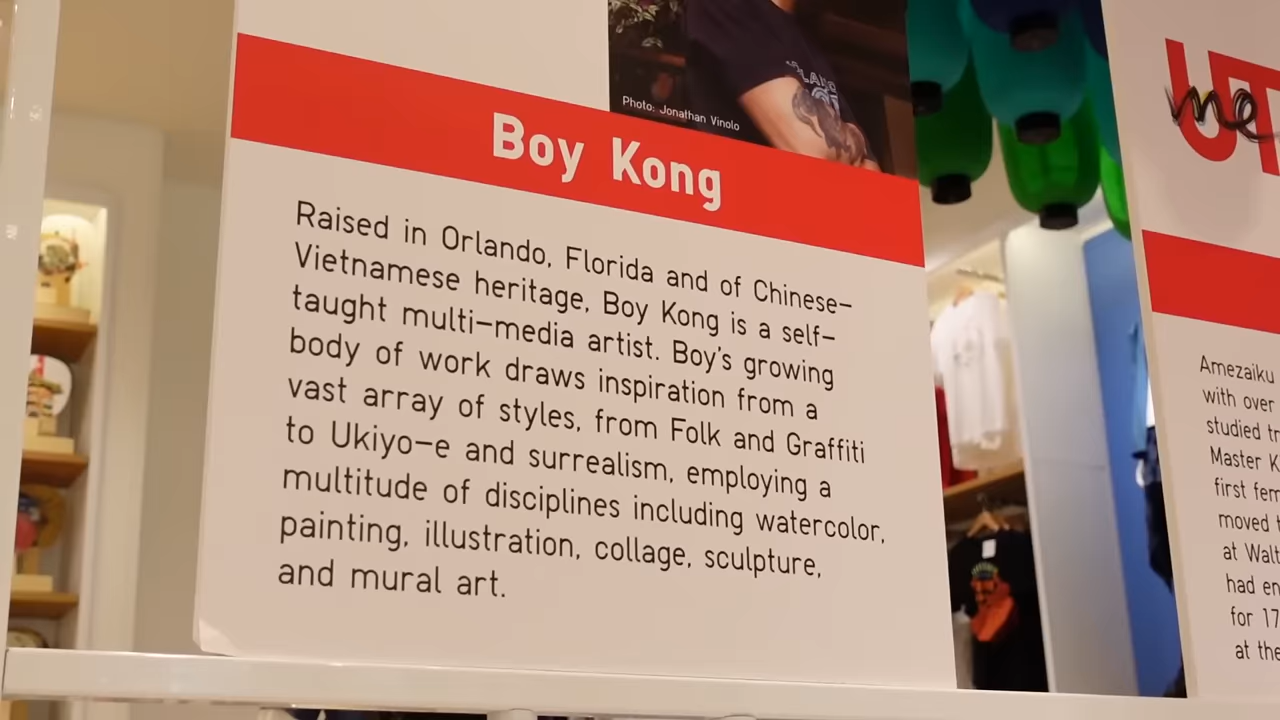 Photo: Jonathan Vinolo
Boy Kong
Raised in Orlando, Florida and of Chinese–
Vietnamese heritage, Boy Kong is a self–
taught multi–media artist. Boy's growing
body of work draws inspiration from a
vast array of styles, from Folk and Graffiti
to Ukiyo–e and surrealism, employing a
multitude of disciplines including watercolor,
painting, illustration, collage, sculpture,
and mural art.
UT
me
Amezaiku
with over
studied
Master
first
moved
at
had
for 17
at the